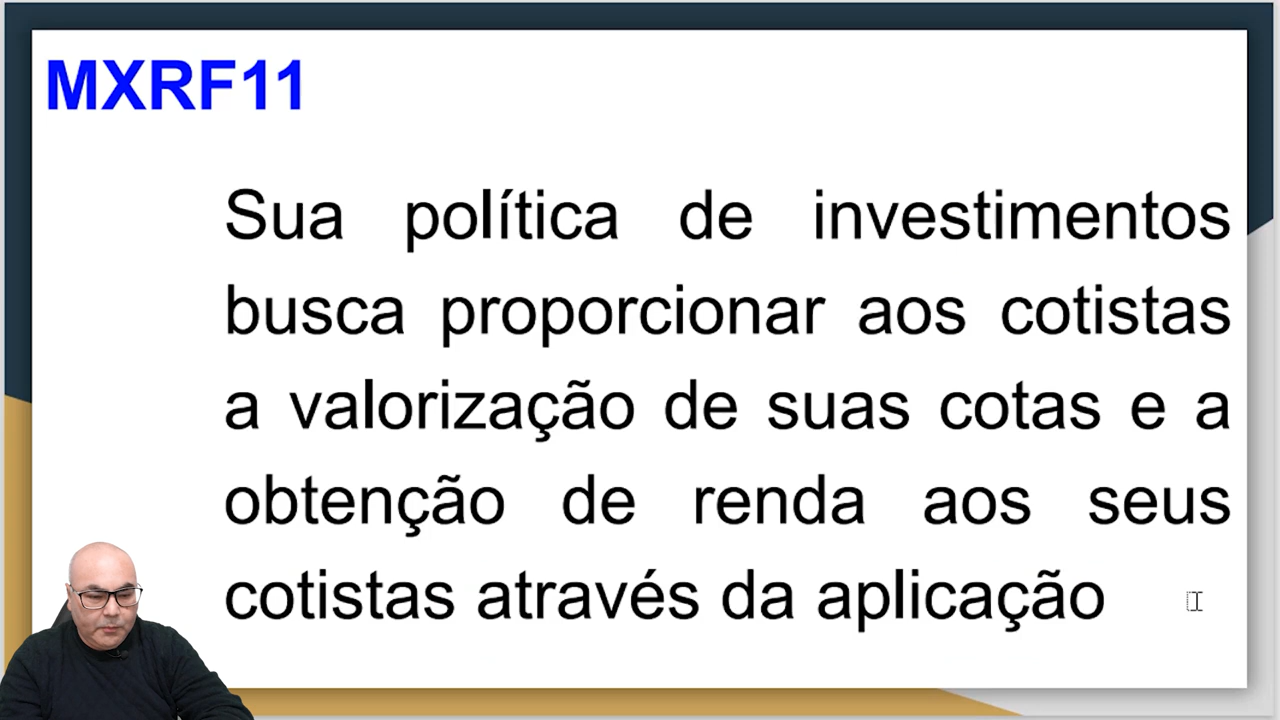 MXRF11
Sua política de investimentos
busca proporcionar aos cotistas
a valorização de suas cotas e a
obtenção de renda aos seus
cotistas através da aplicação